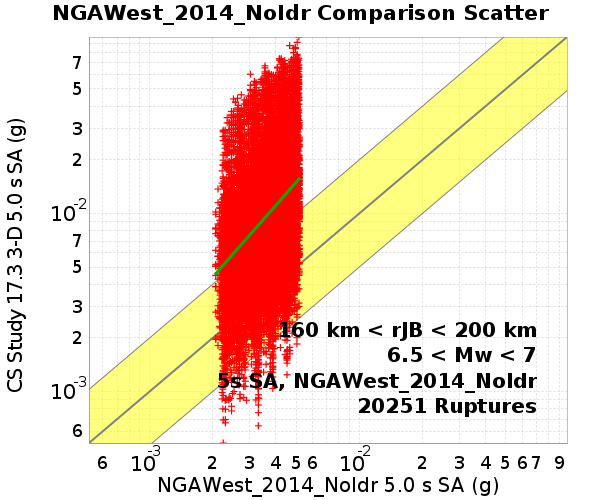 NGAWest_2014_NoIdr Comparison Scatter
CS Study 17.3 3-D 5.0 s SA (g)
7
5
3
2
10-2
7
5
3
2
10-3
6
160 km < rJB < 200 km
6.5 < Mw < 7
5s SA, NGAWest_2014_NoIdr
20251 Ruptures
6 10-3 2 3 4 5 6 10-2 2 3 4 5 6 7 9
NGAWest_2014_NoIdr 5.0 s SA (g)